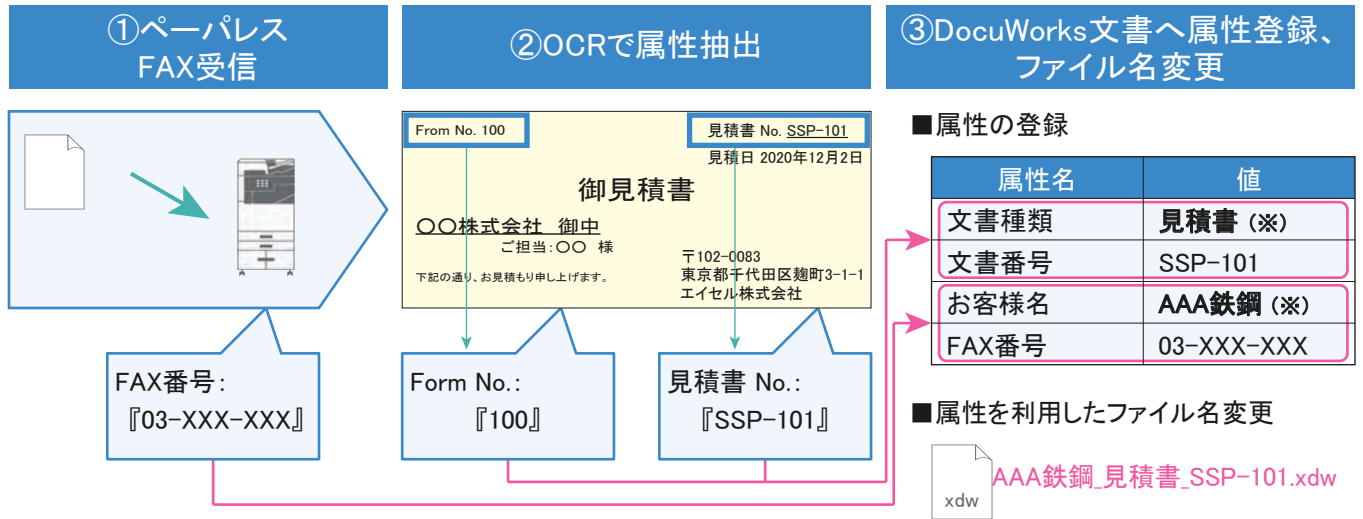 ①ペーパレス
FAX受信
②OCRで属性抽出
③DocuWorks文書へ属性登録、
ファイル名変更
From No. 100
見積書 No. SSP-101
見積日 2020年12月2日
御見積書
〇〇株式会社 御中
ご担当:〇〇 様
下記の通り、お見積もり申し上げます。
〒102-0083
東京都千代田区麹町3-1-1
エイセル株式会社
FAX番号:
『03-XXX-XXX』
Form No.:
『100』
見積書 No.:
『SSP-101』
■属性の登録
属性名 値
文書種類 見積書(※)
文書番号 SSP-101
お客様名 AAA鉄鋼(※)
FAX番号 03-XXX-XXX
■属性を利用したファイル名変更
AAA鉄鋼_見積書_SSP-101.xdw
xdw